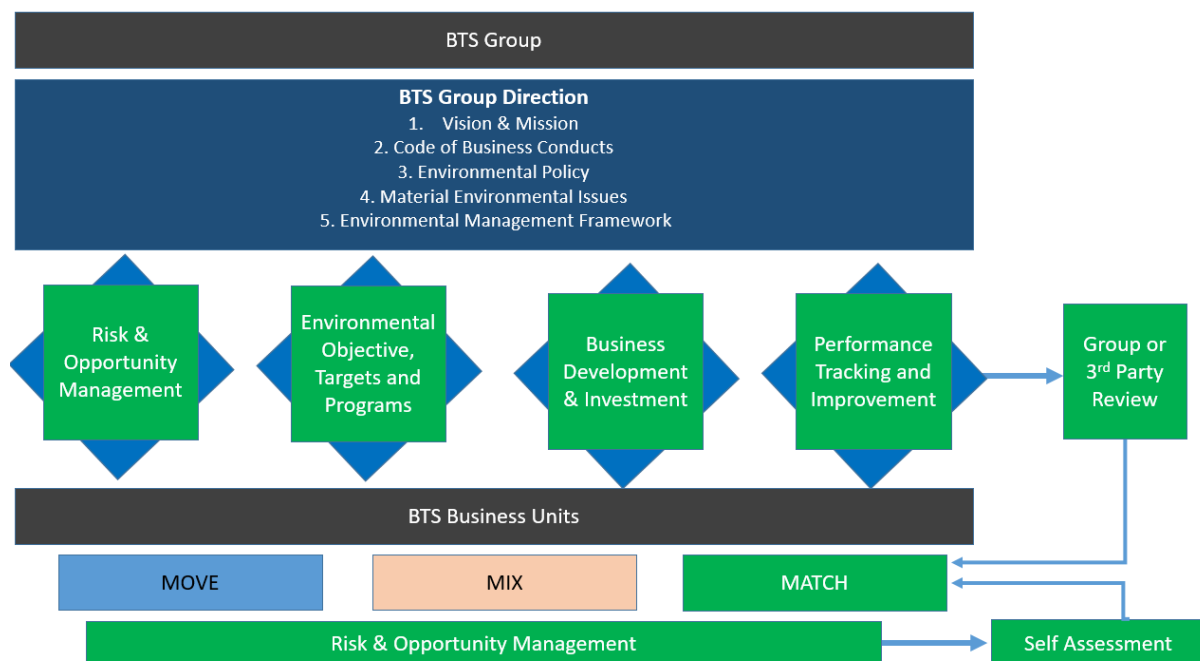 BTS Group
BTS Group Direction
1. Vision & Mission
2. Code of Business Conducts
3. Environmental Policy
4. Material Environmental Issues
5. Environmental Management Framework
Risk &
Opportunity
Management
Environmental
Objective,
Targets and
Programs
Business
Development
& Investment
Performance
Tracking and
Improvement
Group or
3rd Party
Review
BTS Business Units
MOVE
MIX
MATCH
Risk & Opportunity Management
Self Assessment